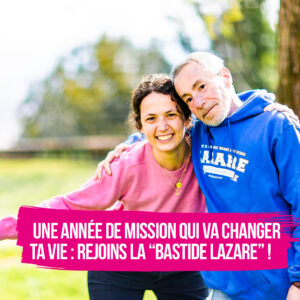 LAZARE
UNE ANNÉE DE MISSION QUI VA CHANGER
TA VIE : REJOINS LA “BASTIDE LAZARE” !